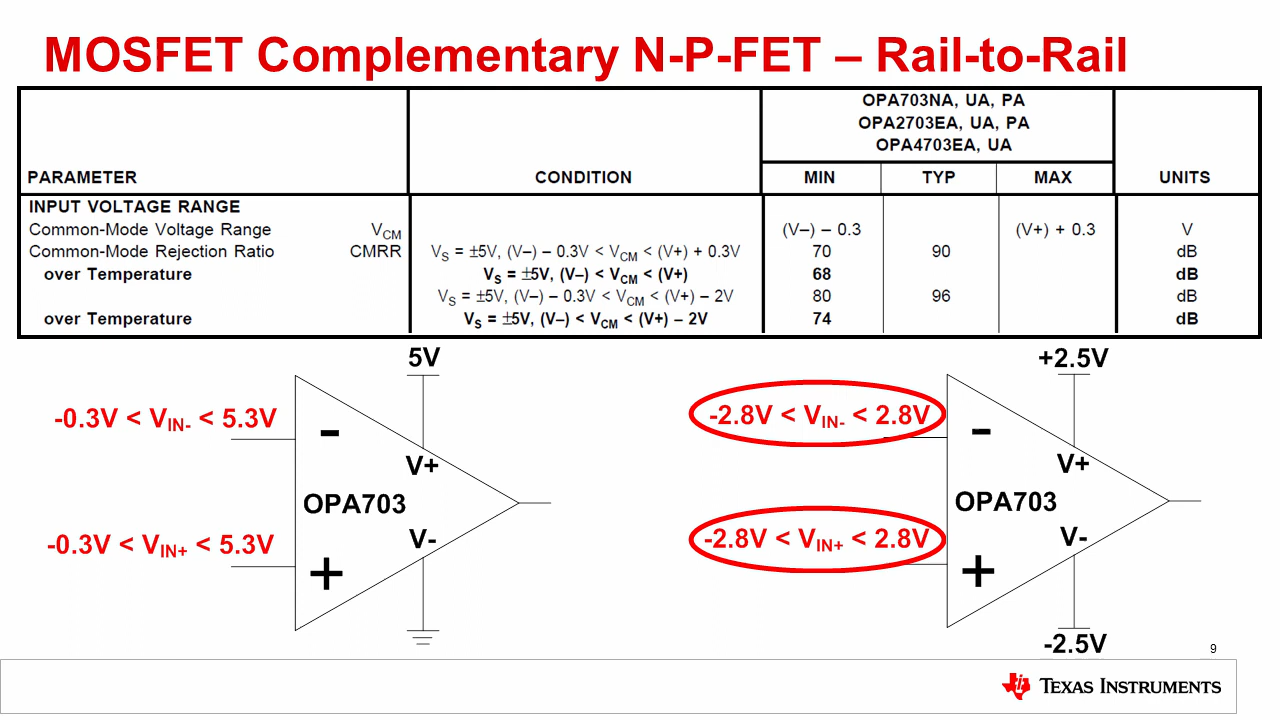 MOSFET Complementary N-P-FET – Rail-to-Rail
OPA703NA, UA, PA
OPA2703EA, UA, PA
OPA4703EA, UA
PARAMETER CONDITION MIN TYP MAX UNITS
INPUT VOLTAGE RANGE
Common-Mode Voltage Range VCM (V–) – 0.3 (V+) + 0.3 V
Common-Mode Rejection Ratio CMRR VS = ±5V, (V–) – 0.3V < VCM < (V+) + 0.3V 70 90 dB
over Temperature VS = ±5V, (V–) < VCM < (V+) 68 dB
VS = ±5V, (V–) – 0.3V < VCM < (V+) – 2V 80 96 dB
over Temperature VS = ±5V, (V–) < VCM < (V+) – 2V 74 dB
5V
-0.3V < VIN- < 5.3V
-
V+
OPA703
-0.3V < VIN+ < 5.3V
V-
+
+2.5V
-2.8V < VIN- < 2.8V
-
V+
OPA703
-2.8V < VIN+ < 2.8V
V-
+
-2.5V
9
TEXAS INSTRUMENTS